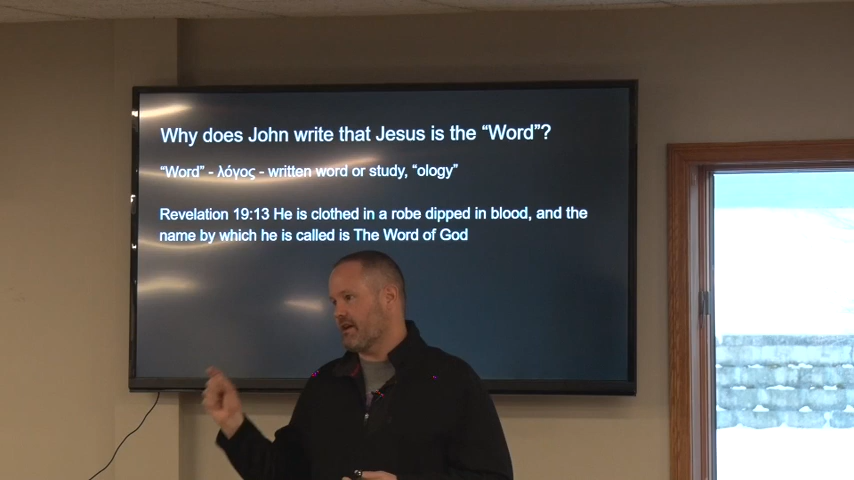 Why does John write that Jesus is the “Word”?
“Word” - λόγος - written word or study, “ology”
Revelation 19:13 He is clothed in a robe dipped in blood, and the
name by which he is called is The Word of God